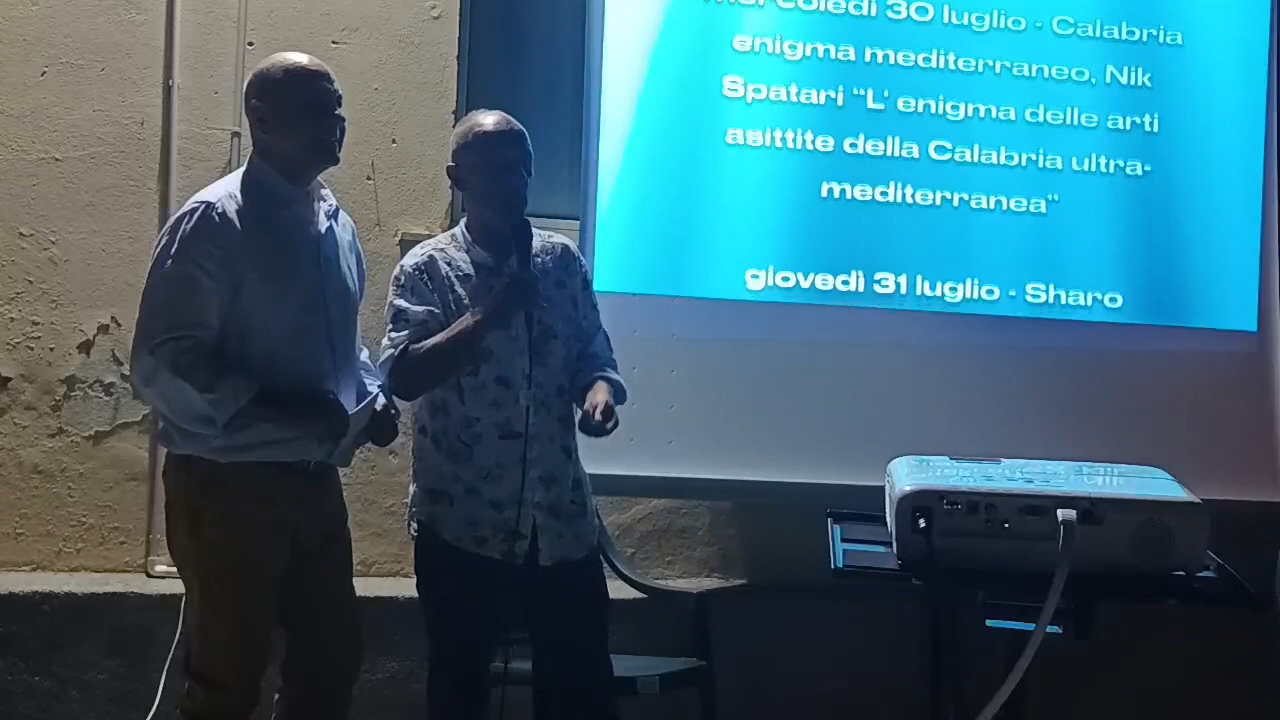 mercoledì 30 luglio - Calabria
enigma mediterraneo, Nik
Spatari "L' enigma delle arti
asittite della Calabria ultra-
mediterranea"
giovedì 31 luglio - Sharo